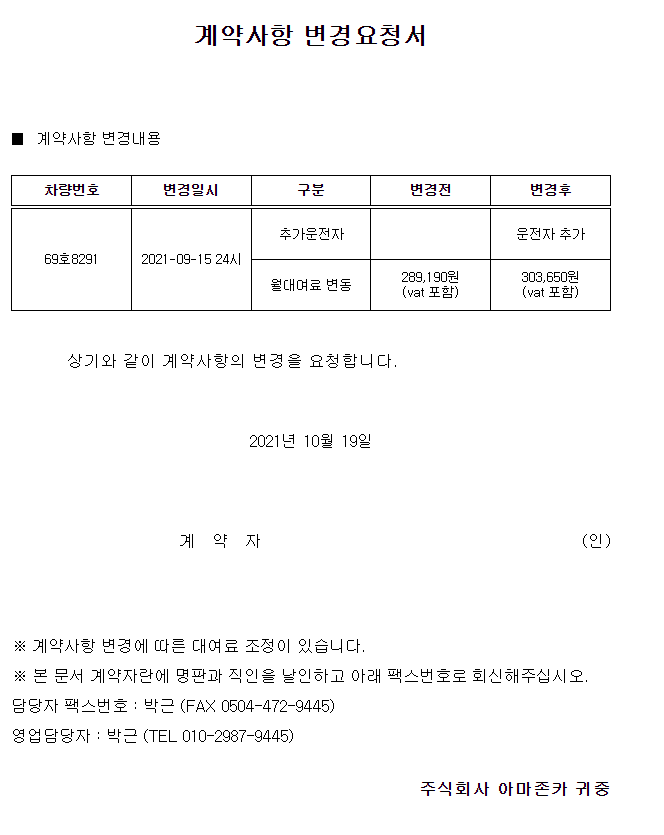 계약사항 변경요청서
■ 계약사항 변경내용
차량번호 변경일시 구분 변경전 변경후
69호8291 2021-09-15 24시 추가운전자 운전자 추가
월대여료 변동 289,190원 303,650원
(vat 포함) (vat 포함)
상기와 같이 계약사항의 변경을 요청합니다.
2021년 10월 19일
계 약 자 (인)
※ 계약사항 변경에 따른 대여료 조정이 있습니다.
※ 본 문서 계약자란에 명판과 직인을 날인하고 아래 팩스번호로 회신해주십시오.
담당자 팩스번호 : 박근 (FAX 0504-472-9445)
영업담당자 : 박근 (TEL 010-2987-9445)
주식회사 아마존카 귀중